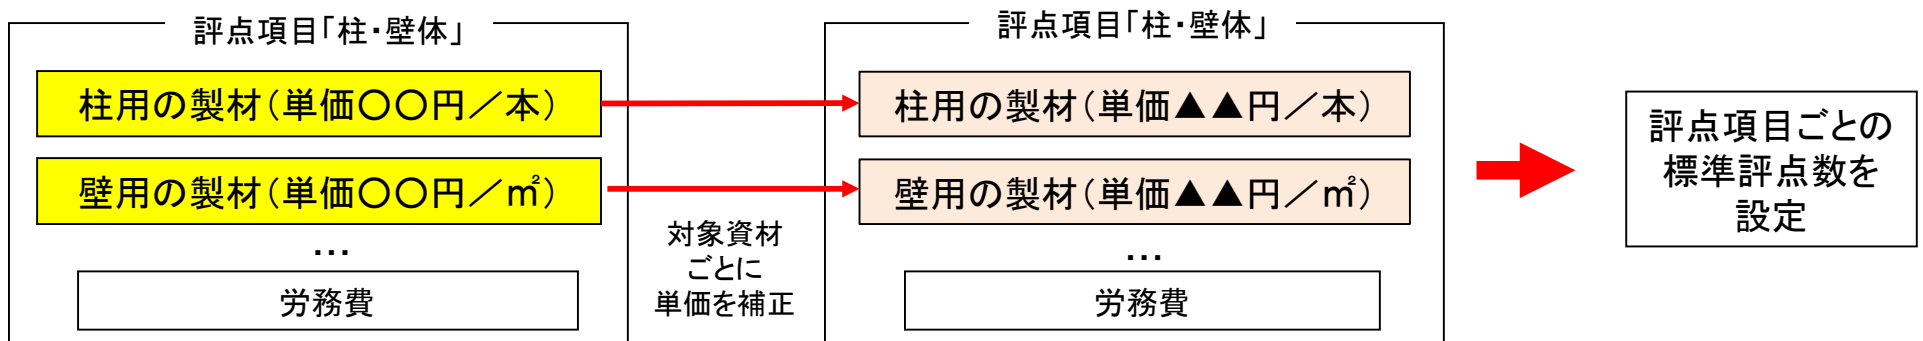 評点項目「柱・壁体」
柱用の製材(単価〇〇円/本)
壁用の製材(単価〇〇円/㎡)
…
労務費
対象資材
ごとに
単価を補正
評点項目「柱・壁体」
柱用の製材(単価▲▲円/本)
壁用の製材(単価▲▲円/㎡)
…
労務費
評点項目ごとの
標準評点数を
設定